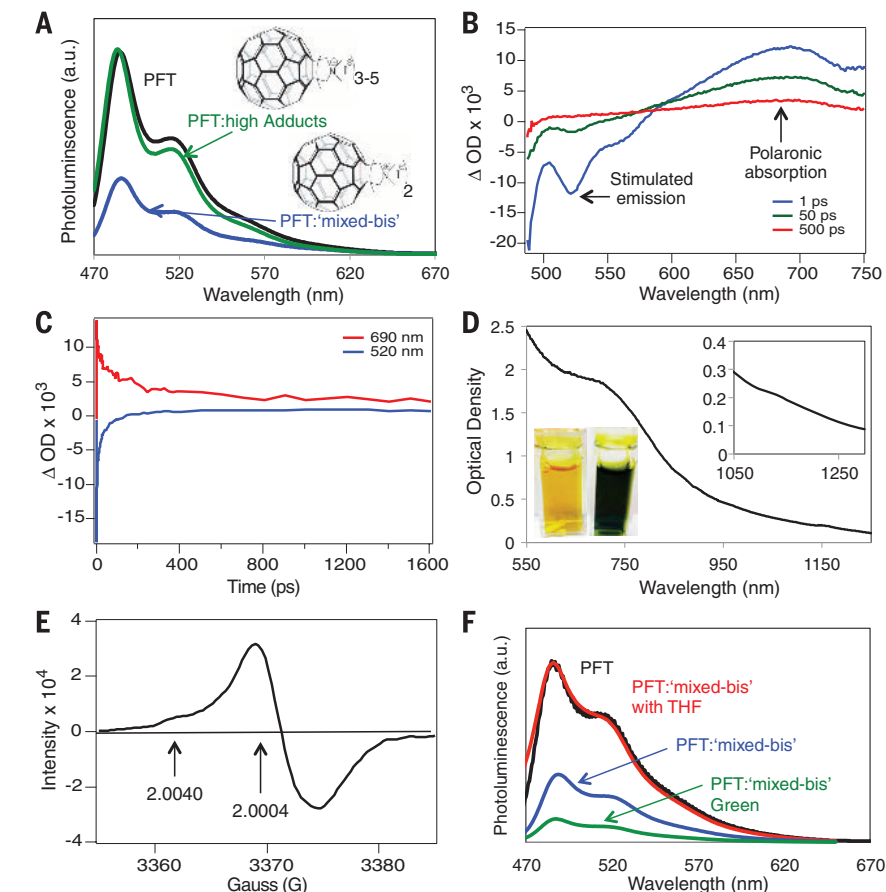 A
Photoluminescence (a.u.)
PFT
3-5
PFT:high Adducts
2
PFT:'mixed-bis'
470 520 570 620 670
Wavelength (nm)
B
Δ OD x 10³
15
10
5
0
-5
-10
-15
-20
Polaronic
absorption
Stimulated
emission
1 ps
50 ps
500 ps
500 550 600 650 700 750
Wavelength (nm)
C
Δ OD x 10³
10
5
0
-5
-10
-15
690 nm
520 nm
0 400 800 1200 1600
Time (ps)
D
Optical Density
2.5
2
1.5
1
0.5
0
0.4
0.3
0.2
0.1
0
1050 1250
550 750 950 1150
Wavelength (nm)
E
Intensity x 10⁴
4
2
0
-2
-4
2.0040
2.0004
3360 3370 3380
Gauss (G)
F
Photoluminescence (a.u.)
PFT
PFT:'mixed-bis'
with THF
PFT:'mixed-bis'
PFT:'mixed-bis'
Green
470 520 570 620 670
Wavelength (nm)